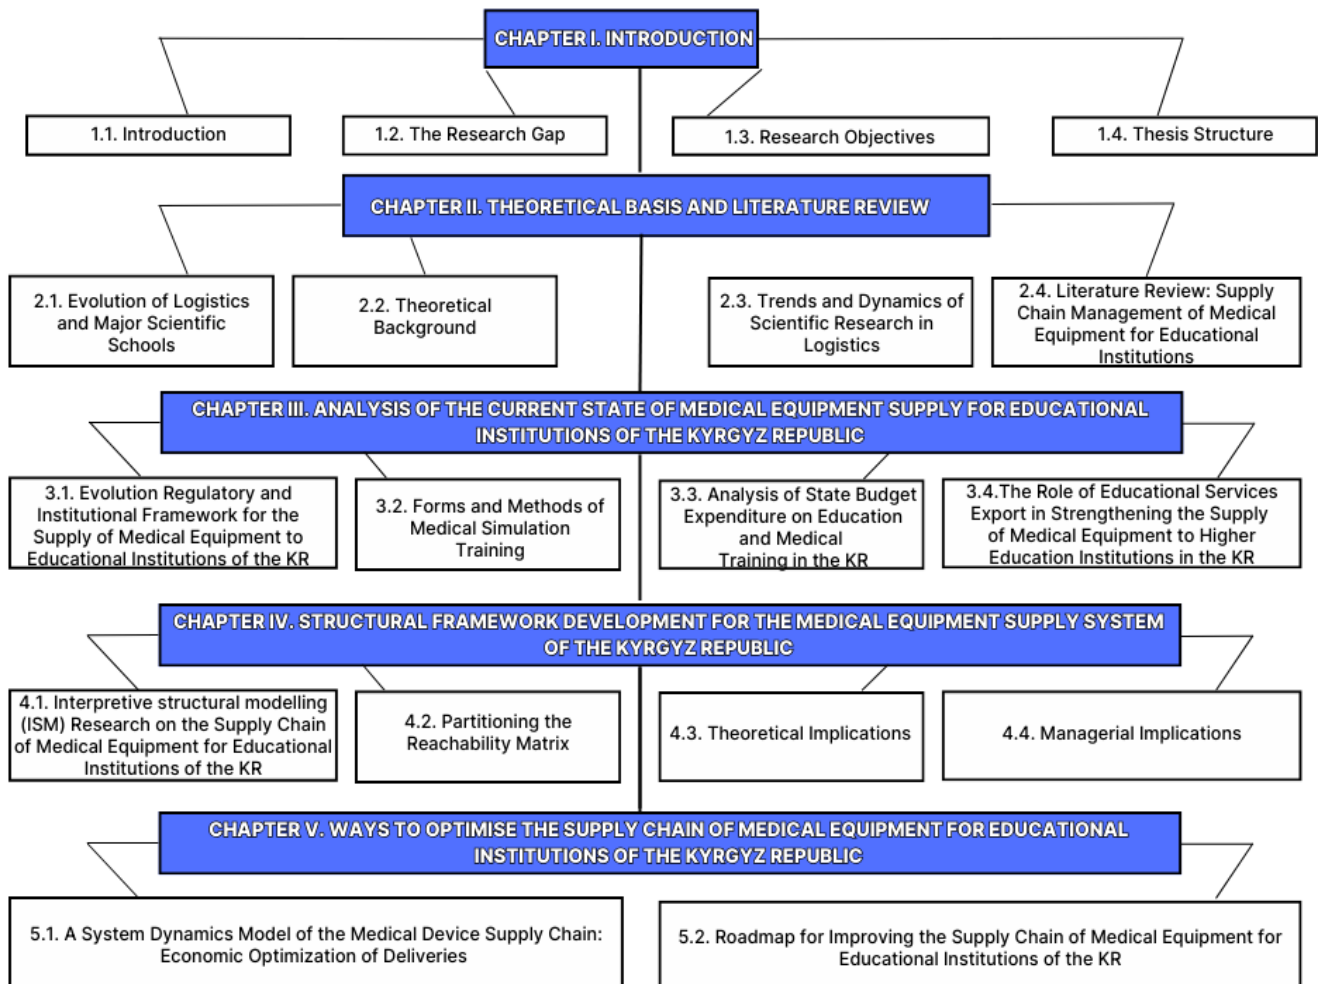 CHAPTER I. INTRODUCTION
1.1. Introduction
1.2. The Research Gap
1.3. Research Objectives
1.4. Thesis Structure
CHAPTER II. THEORETICAL BASIS AND LITERATURE REVIEW
2.1. Evolution of Logistics
and Major Scientific
Schools
2.2. Theoretical
Background
2.3. Trends and Dynamics of
Scientific Research in
Logistics
2.4. Literature Review: Supply
Chain Management of Medical
Equipment for Educational
Institutions
CHAPTER III. ANALYSIS OF THE CURRENT STATE OF MEDICAL EQUIPMENT SUPPLY FOR EDUCATIONAL
INSTITUTIONS OF THE KYRGYZ REPUBLIC
3.1. Evolution Regulatory and
Institutional Framework for the
Supply of Medical Equipment to
Educational Institutions of the KR
3.2. Forms and Methods of
Medical Simulation
Training
3.3. Analysis of State Budget
Expenditure on Education
and Medical
Training in the KR
3.4.The Role of Educational Services
Export in Strengthening the Supply
of Medical Equipment to Higher
Education Institutions in the KR
CHAPTER IV. STRUCTURAL FRAMEWORK DEVELOPMENT FOR THE MEDICAL EQUIPMENT SUPPLY SYSTEM
OF THE KYRGYZ REPUBLIC
4.1. Interpretive structural modelling
(ISM) Research on the Supply Chain
of Medical Equipment for Educational
Institutions of the KR
4.2. Partitioning the
Reachability Matrix
4.3. Theoretical Implications
4.4. Managerial Implications
CHAPTER V. WAYS TO OPTIMISE THE SUPPLY CHAIN OF MEDICAL EQUIPMENT FOR EDUCATIONAL
INSTITUTIONS OF THE KYRGYZ REPUBLIC
5.1. A System Dynamics Model of the Medical Device Supply Chain:
Economic Optimization of Deliveries
5.2. Roadmap for Improving the Supply Chain of Medical Equipment for
Educational Institutions of the KR